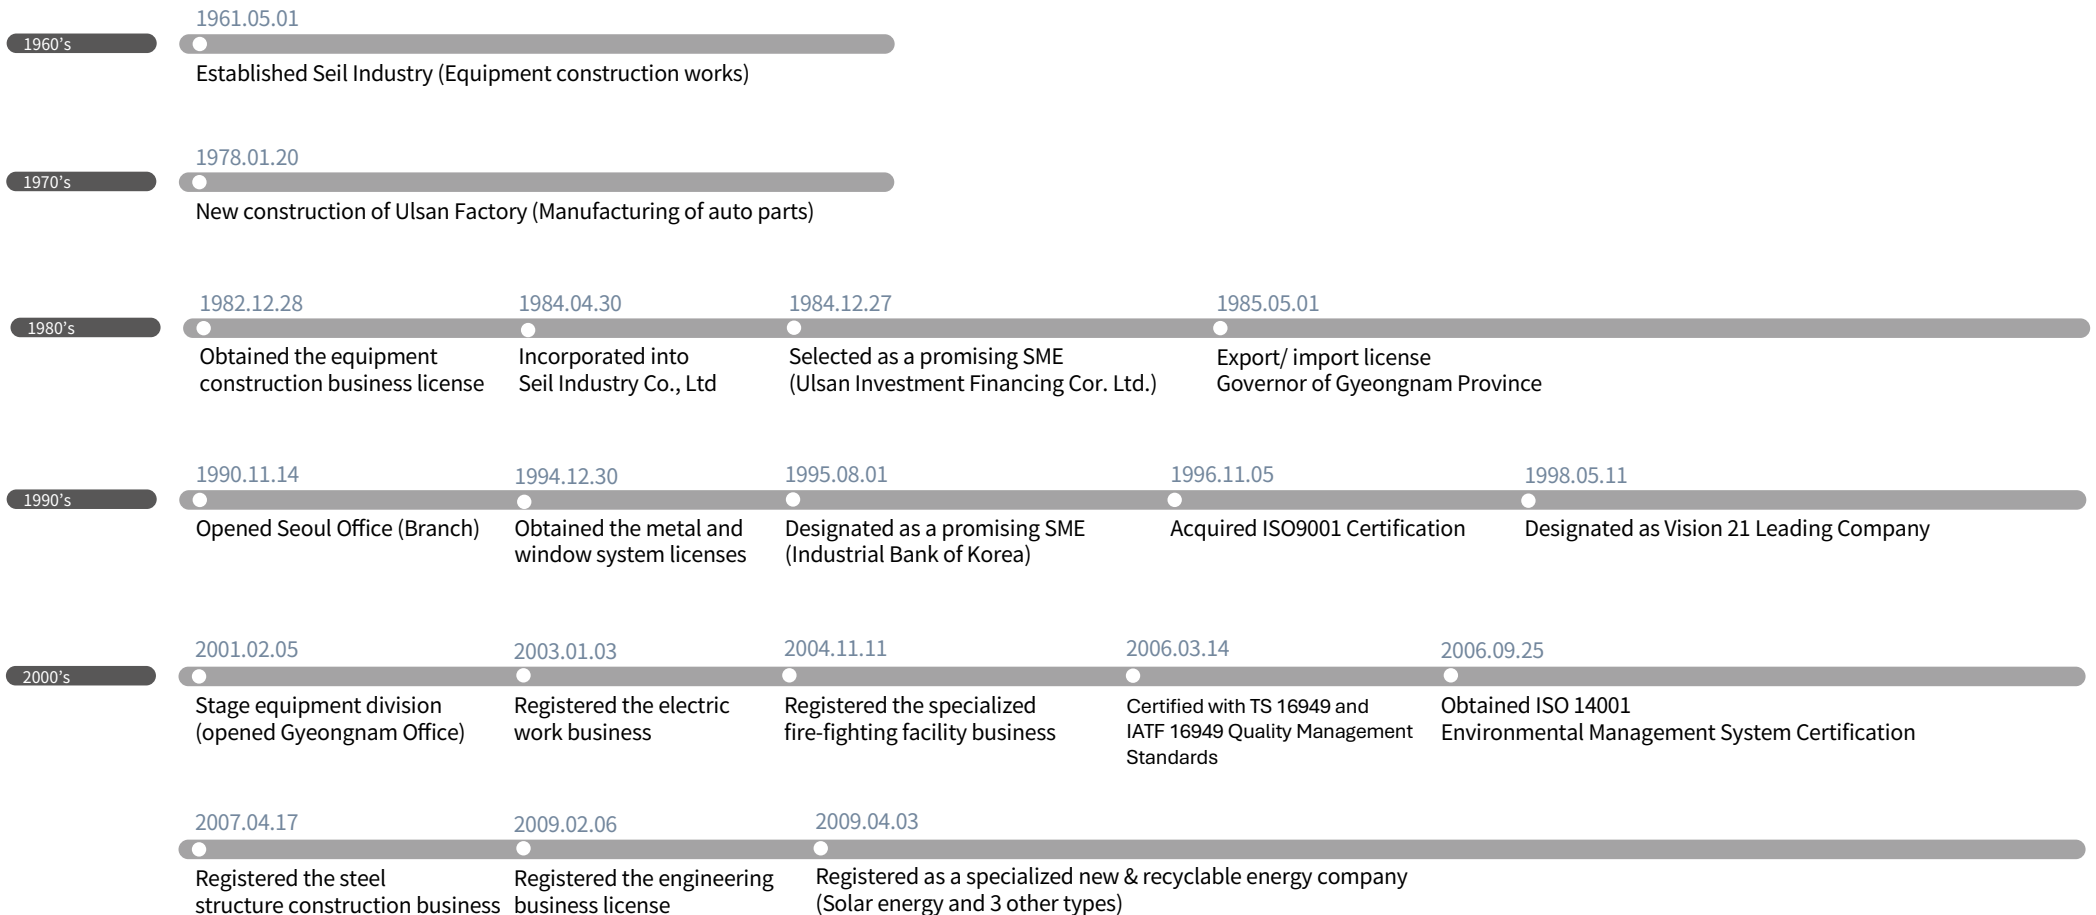 1961.05.01
1960's
Established Seil Industry (Equipment construction works)
1978.01.20
1970's
New construction of Ulsan Factory (Manufacturing of auto parts)
1982.12.28
1984.04.30
1984.12.27
1985.05.01
1980's
Obtained the equipment
construction business license
Incorporated into
Seil Industry Co., Ltd
Selected as a promising SME
(Ulsan Investment Financing Cor. Ltd.)
Export/ import license
Governor of Gyeongnam Province
1990.11.14
1994.12.30
1995.08.01
1996.11.05
1998.05.11
1990's
Opened Seoul Office (Branch)
Obtained the metal and
window system licenses
Designated as a promising SME
(Industrial Bank of Korea)
Acquired ISO9001 Certification
Designated as Vision 21 Leading Company
2001.02.05
2003.01.03
2004.11.11
2006.03.14
2006.09.25
2000's
Stage equipment division
(opened Gyeongnam Office)
Registered the electric
work business
Registered the specialized
fire-fighting facility business
Certified with TS 16949 and
IATF 16949 Quality Management
Standards
Obtained ISO 14001
Environmental Management System Certification
2007.04.17
2009.02.06
2009.04.03
Registered the steel
structure construction business
Registered the engineering
business license
Registered as a specialized new & recyclable energy company
(Solar energy and 3 other types)